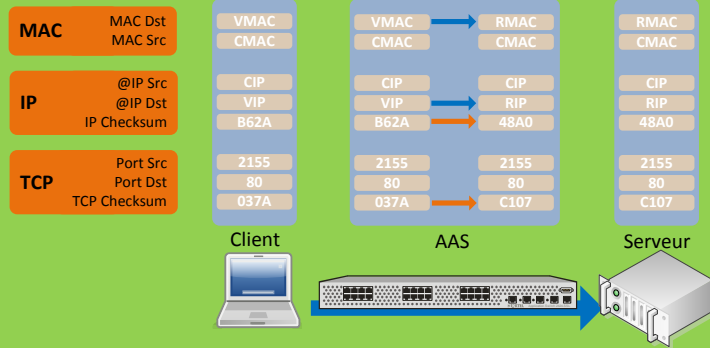 MAC
MAC Dst
MAC Src
VMAC
CMAC
VMAC
CMAC
RMAC
CMAC
RMAC
CMAC
IP
@IP Src
@IP Dst
IP Checksum
CIP
VIP
B62A
CIP
VIP
B62A
CIP
RIP
48A0
CIP
RIP
48A0
TCP
Port Src
Port Dst
TCP Checksum
2155
80
037A
2155
80
037A
2155
80
C107
2155
80
C107
Client
AAS
Serveur